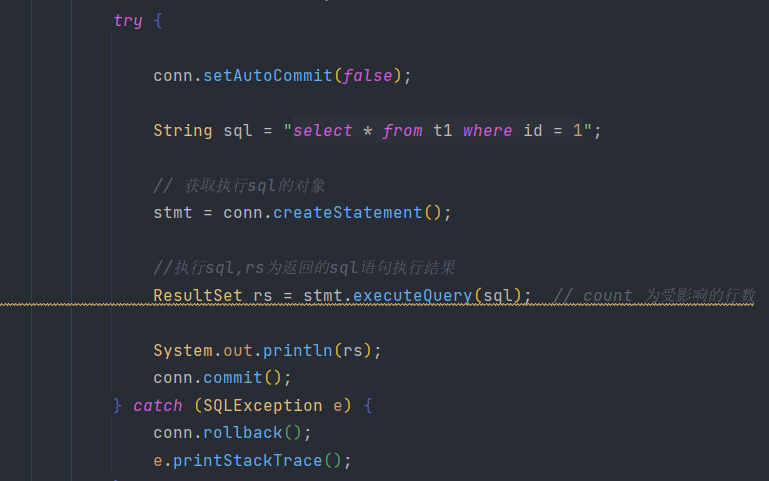 try {
conn.setAutoCommit(false);
String sql = "select * from t1 where id = 1";
// 获取执行sql的对象
stmt = conn.createStatement();
//执行sql,rs为返回的sql语句执行结果
ResultSet rs = stmt.executeQuery(sql);  // count 为受影响的行数
System.out.println(rs);
conn.commit();
} catch (SQLException e) {
conn.rollback();
e.printStackTrace();